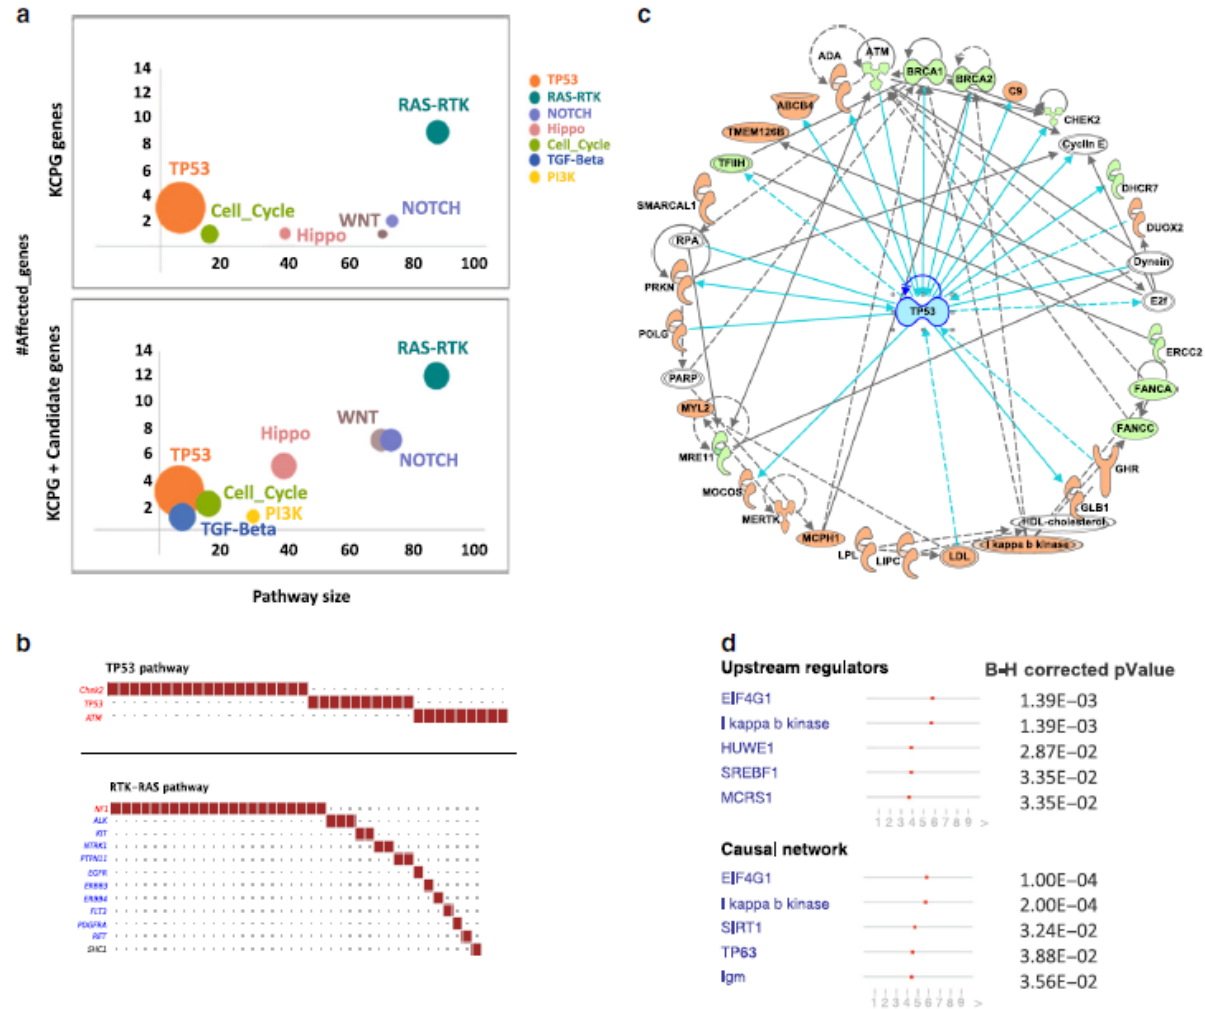 a
KCPG genes
14
12
10
8
6
4
2
TP53
Cell_Cycle
Hippo
WNT
NOTCH
RAS-RTK
20 40 60 80 100
TP53
RAS-RTK
NOTCH
Hippo
Cell_Cycle
TGF-Beta
PI3K
#Affected_genes
KCPG + Candidate genes
14
12
10
8
6
4
2
TP53
Cell_Cycle
TGF-Beta
PI3K
Hippo
WNT
NOTCH
RAS-RTK
20 40 60 80 100
Pathway size
c
ADA
ATM
BRCA1
BRCA2
C9
CHEK2
Cyclin E
DHCR7
DUOX2
Dynein
E2f
ERCC2
FANCA
FANCC
GHR
GLB1
HDL-cholesterol
I kappa b kinase
LDL
LIPC
LPL
MCPH1
MERTK
MOCOS
MRE11
MYL2
PARP
POLG
PRKN
RPA
SMARCAL1
TFIIH
TMEM126B
ABCB4
TP53
b
TP53 pathway
Chek2
TP53
ATM
RTK-RAS pathway
NF1
ALK
KIT
NTRK1
PTPN11
EGFR
ERBB3
ERBB4
FLT3
PDGFRA
RET
SHC1
d
Upstream regulators B-H corrected pValue
EIF4G1 1.39E-03
I kappa b kinase 1.39E-03
HUWE1 2.87E-02
SREBF1 3.35E-02
MCRS1 3.35E-02
1 2 3 4 5 6 7 8 9 >
Causal network
EIF4G1 1.00E-04
I kappa b kinase 2.00E-04
SIRT1 3.24E-02
TP63 3.88E-02
Igm 3.56E-02
1 2 3 4 5 6 7 8 9 >